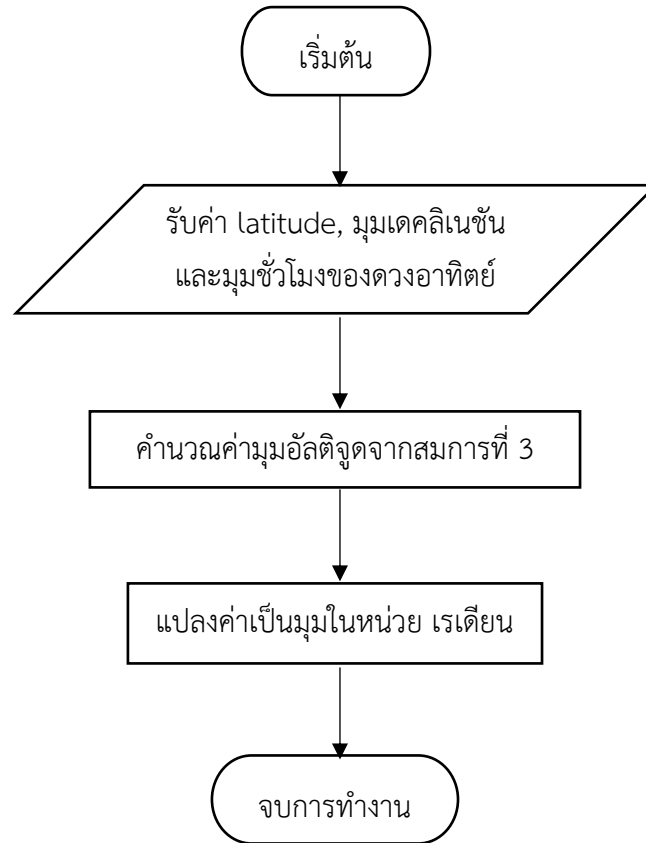 เริ่มต้น
รับค่า latitude, มุมเดคลิเนชัน
และมุมชั่วโมงของดวงอาทิตย์
คำนวณค่ามุมอัลติจูดจากสมการที่ 3
แปลงค่าเป็นมุมในหน่วย เรเดียน
จบการทำงาน